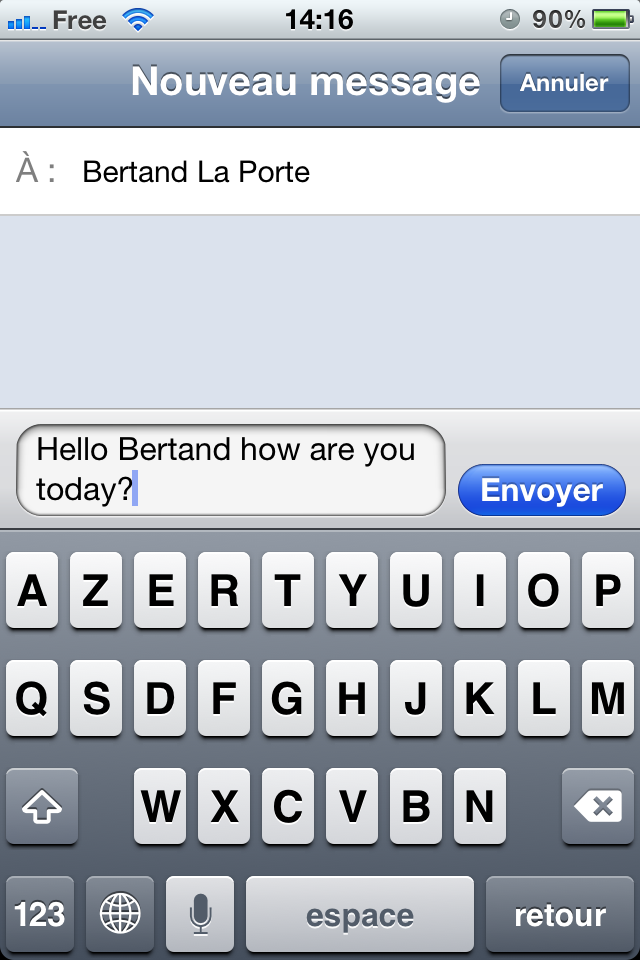 Free 14:16 90%
Nouveau message Annuler
À : Bertand La Porte
Hello Bertand how are you
today?
Envoyer
A Z E R T Y U I O P
Q S D F G H J K L M
W X C V B N
123 espace retour